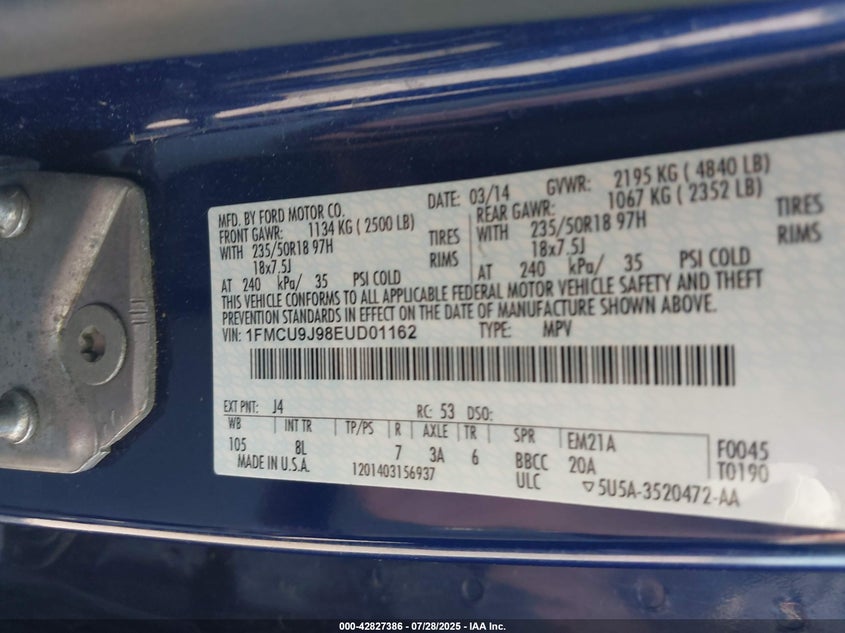 MFD. BY FORD MOTOR CO.
DATE: 03/14 GVWR: 2195 KG ( 4840 LB)
FRONT GAWR: 1134 KG ( 2500 LB)
REAR GAWR: 1067 KG ( 2352 LB)
WITH 235/50R18 97H TIRES
WITH 235/50R18 97H TIRES
18x7.5J RIMS
18x7.5J RIMS
AT 240 kPa/ 35 PSI COLD
AT 240 kPa/ 35 PSI COLD
THIS VEHICLE CONFORMS TO ALL APPLICABLE FEDERAL MOTOR VEHICLE SAFETY AND THEFT
PREVENTION STANDARDS IN EFFECT ON THE DATE OF MANUFACTURE SHOWN ABOVE.
VIN: 1FMCU9J98EUD01162 TYPE: MPV
EXT PNT: J4 RC: 53 DSO:
WB INT TR TP/PS R AXLE TR SPR EM21A F0045
105 8L 7 3A 6 BBCC 20A T0190
MADE IN U.S.A. 1201403156937 ULC ▽5U5A-3520472-AA
000-42827386 - 07/28/2025 - IAA Inc.